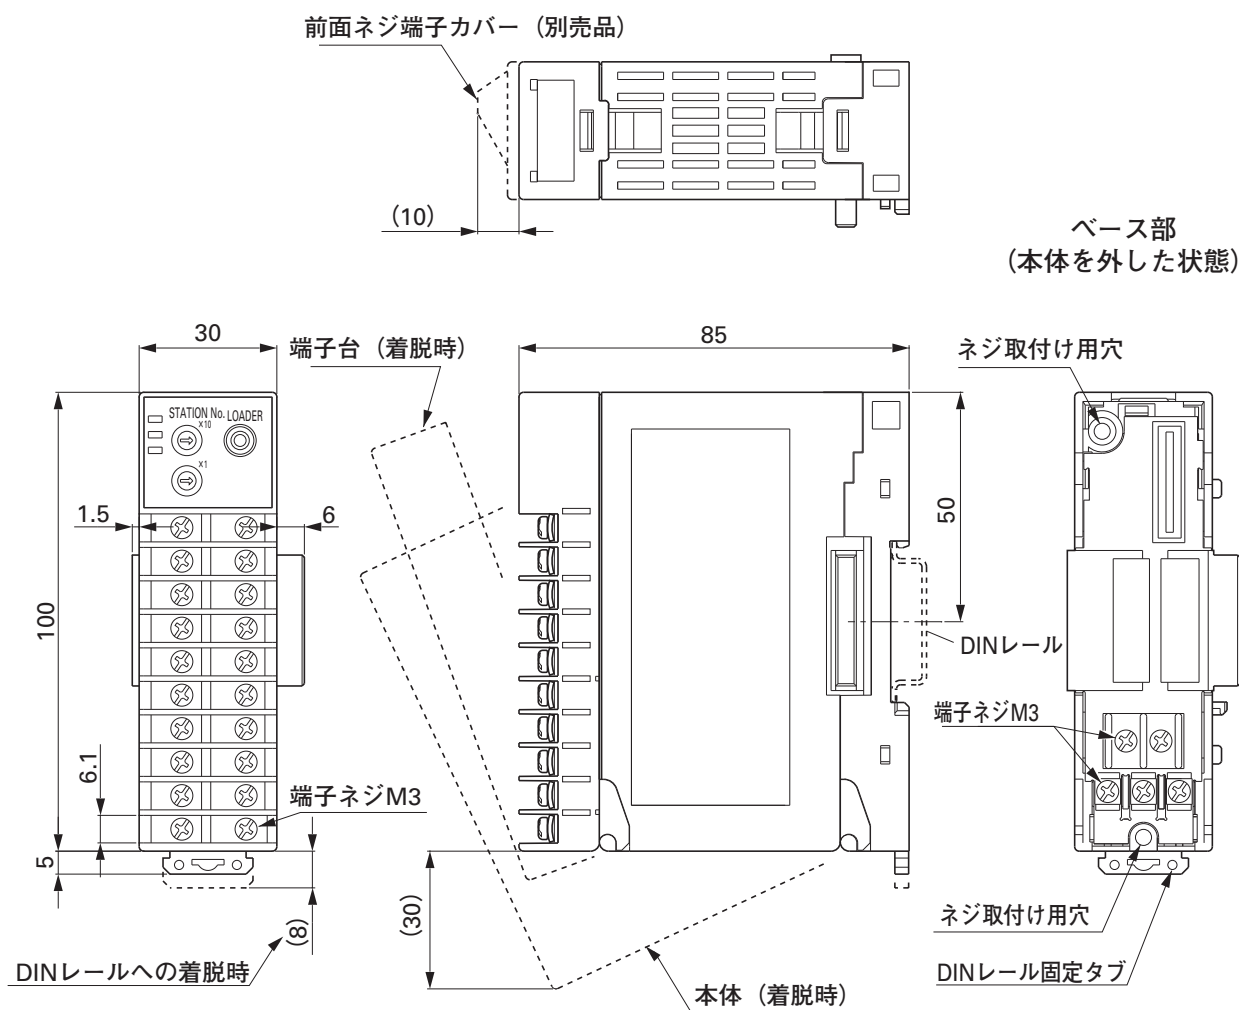 前面ネジ端子カバー（別売品）
(10)
ベース部
（本体を外した状態）
30
端子台（着脱時）
85
ネジ取付け用穴
STATION No. LOADER
×10
×1
1.5
6
50
100
DINレール
端子ネジM3
6.1
端子ネジM3
5
(8)
(30)
ネジ取付け用穴
DINレールへの着脱時
DINレール固定タブ
本体（着脱時）